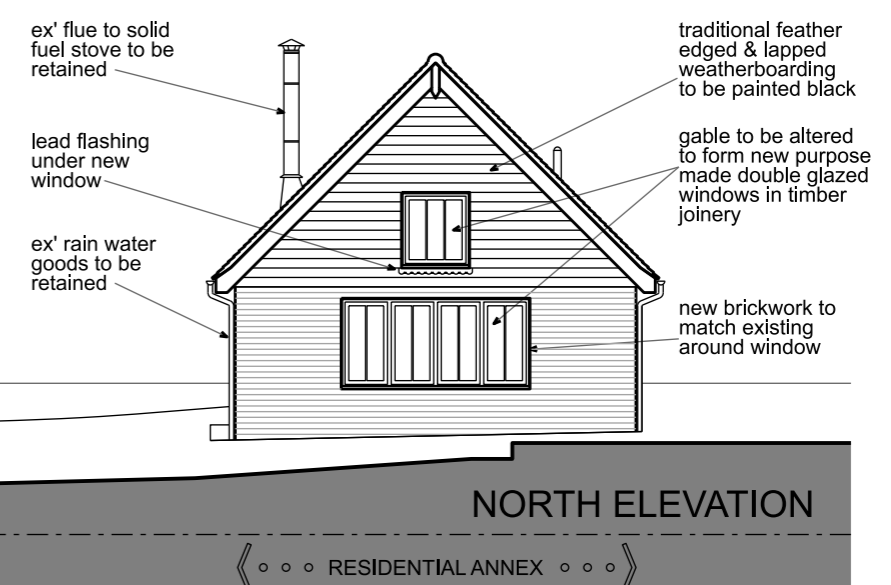 ex' flue to solid
fuel stove to be
retained
lead flashing
under new
window
ex' rain water
goods to be
retained
traditional feather
edged & lapped
weatherboarding
to be painted black
gable to be altered
to form new purpose
made double glazed
windows in timber
joinery
new brickwork to
match existing
around window
NORTH ELEVATION
RESIDENTIAL ANNEX